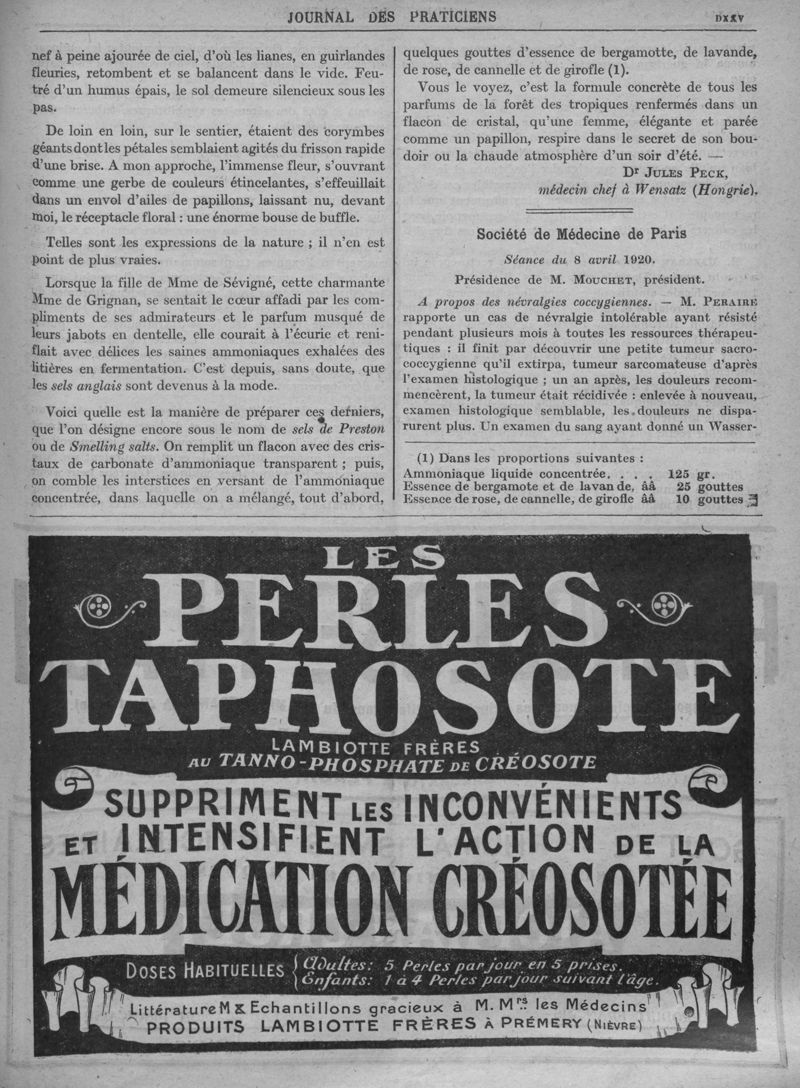 JOURNAL DES PRATICIENS
DXXV
nef à peine ajourée de ciel, d'où les lianes, en guirlandes
fleuries, retombent et se balancent dans le vide. Feu-
tré d'un humus épais, le sol demeure silencieux sous les
pas.
De loin en loin, sur le sentier, étaient des corymbes
géants dont les pétales semblaient agités du frisson rapide
d'une brise. A mon approche, l'immense fleur, s'ouvrant
comme une gerbe de couleurs étincelantes, s'effeuillait
dans un envol d'ailes de papillons, laissant nu, devant
moi, le réceptacle floral : une énorme bouse de buffle.
Telles sont les expressions de la nature ; il n'en est
point de plus vraies.
Lorsque la fille de Mme de Sévigné, cette charmante
Mme de Grignan, se sentait le cœur affadi par les com-
pliments de ses admirateurs et le parfum musqué de
leurs jabots en dentelle, elle courait à l'écurie et reni-
flait avec délices les saines ammoniaques exhalées des
litières en fermentation. C'est depuis, sans doute, que
les sels anglais sont devenus à la mode.
Voici quelle est la manière de préparer ces derniers,
que l'on désigne encore sous le nom de sels de Preston
ou de Smelling salts. On remplit un flacon avec des cris-
taux de carbonate d'ammoniaque transparent ; puis,
on comble les interstices en versant de l'ammoniaque
concentrée, dans laquelle on a mélangé, tout d'abord,
quelques gouttes d'essence de bergamotte, de lavande,
de rose, de cannelle et de girofle (1).
Vous le voyez, c'est la formule concrète de tous les
parfums de la forêt des tropiques renfermés dans un
flacon de cristal, qu'une femme, élégante et parée
comme un papillon, respire dans le secret de son bou-
doir ou la chaude atmosphère d'un soir d'été. —
Dr JULES PECK,
médecin chef à Wensatz (Hongrie).
Société de Médecine de Paris
Séance du 8 avril 1920.
Présidence de M. MOUCHET, président.
A propos des névralgies coccygiennes. — M. PERAIRE
rapporte un cas de névralgie intolérable ayant résisté
pendant plusieurs mois à toutes les ressources thérapeu-
tiques : il finit par découvrir une petite tumeur sacro-
coccygienne qu'il extirpa, tumeur sarcomateuse d'après
l'examen histologique ; un an après, les douleurs recom-
mencèrent, la tumeur était récidivée : enlevée à nouveau,
examen histologique semblable, les douleurs ne dispa-
rurent plus. Un examen du sang ayant donné un Wasser-
(1) Dans les proportions suivantes :
Ammoniaque liquide concentrée. . . . 125 gr.
Essence de bergamote et de lavande, ââ 25 gouttes
Essence de rose, de cannelle, de girofle ââ 10 gouttes
LES
PERLES
TAPHOSOTE
LAMBIOTTE FRÈRES
AU TANNO-PHOSPHATE DE CRÉOSOTE
SUPPRIMENT LES INCONVÉNIENTS
ET INTENSIFIENT L'ACTION DE LA
MÉDICATION CRÉOSOTÉE
DOSES HABITUELLES { Adultes: 5 Perles par jour en 5 prises.
Enfants: 1 à 4 Perles par jour suivant l'âge.
Littérature M & Echantillons gracieux à M. Mrs. les Médecins
PRODUITS LAMBIOTTE FRÈRES À PRÉMERY (NIÈVRE)